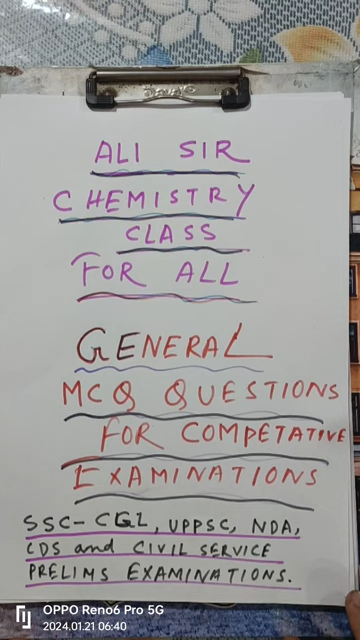 ALI SIR
CHEMISTRY
CLASS
FOR ALL
GENERAL
MCQ QUESTIONS
FOR COMPETATIVE
EXAMINATIONS
SSC-CGL, UPPSC, NDA,
CDS and CIVIL SERVICE
PRELIMS EXAMINATIONS.
OPPO Reno6 Pro 5G
2024.01.21 06:40